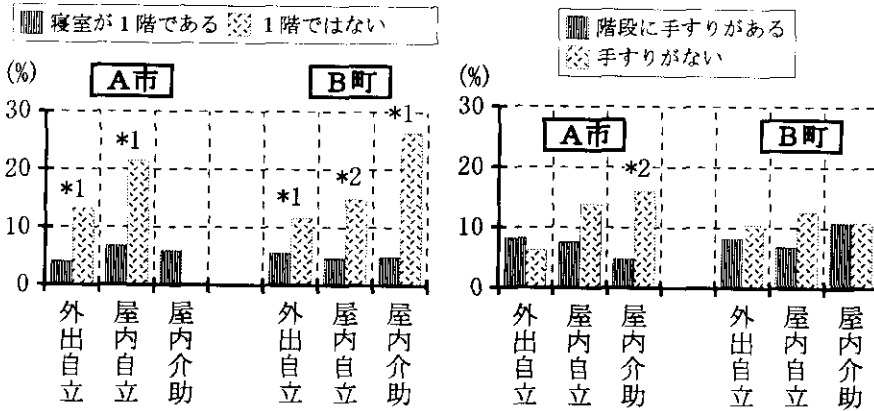 寝室が1階である 1階ではない
(%)
A市 B町
30
20
10
0
*1
*1
*1
*2
*1
外出自立
屋内自立
屋内介助
外出自立
屋内自立
屋内介助
階段に手すりがある
手すりがない
(%)
A市 B町
30
20
10
0
*2
外出自立
屋内自立
屋内介助
外出自立
屋内自立
屋内介助